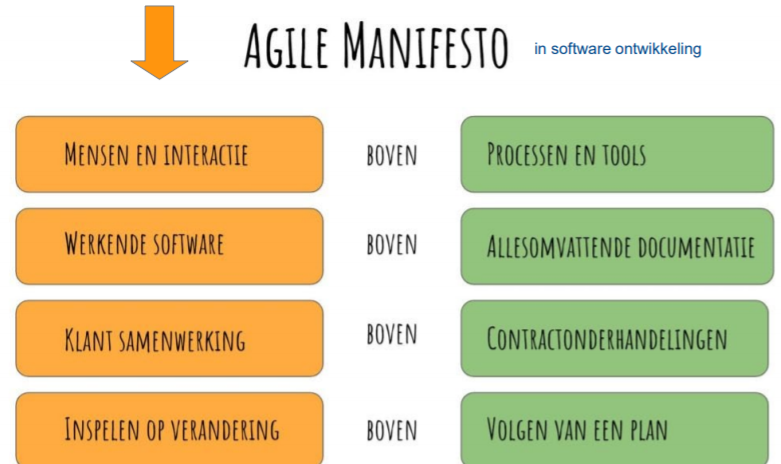 AGILE MANIFESTO in software ontwikkeling
MENSEN EN INTERACTIE BOVEN PROCESSEN EN TOOLS
WERKENDE SOFTWARE BOVEN ALLESOMVATTENDE DOCUMENTATIE
KLANT SAMENWERKING BOVEN CONTRACTONDERHANDELINGEN
INSPELEN OP VERANDERING BOVEN VOLGEN VAN EEN PLAN